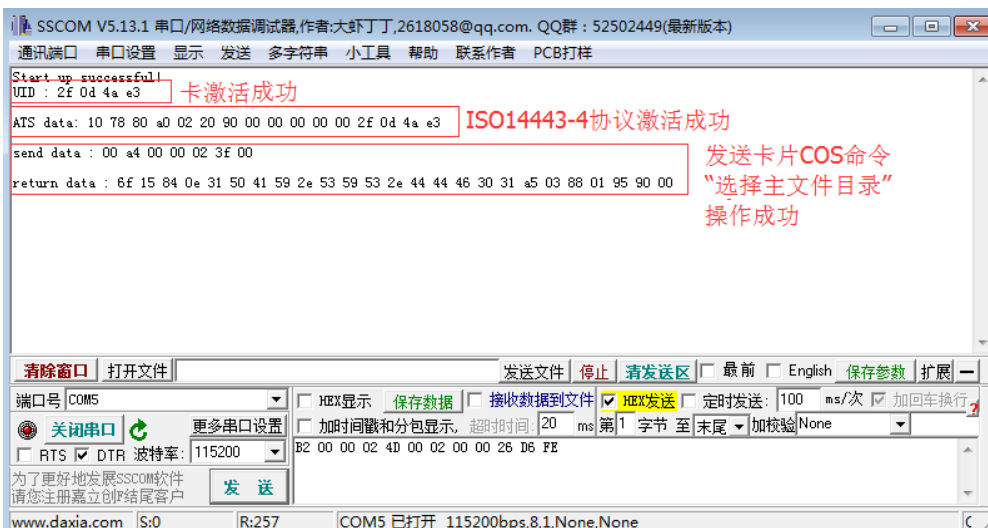 SSCOM V5.13.1 串口/网络数据调试器,作者:大虾丁丁,2618058@qq.com. QQ群：52502449(最新版本)
通讯端口 串口设置 显示 发送 多字符串 小工具 帮助 联系作者 PCB打样
Start up successful!
UID : 2f 0d 4a e3
卡激活成功
ATS data: 10 78 80 a0 02 20 90 00 00 00 00 00 2f 0d 4a e3
ISO14443-4协议激活成功
send data : 00 a4 00 00 02 3f 00
return data : 6f 15 84 0e 31 50 41 59 2e 53 59 53 2e 44 44 46 30 31 a5 03 88 01 95 90 00
发送卡片COS命令
“选择主文件目录”
操作成功
清除窗口 打开文件 发送文件 停止 清发送区 最前 English 保存参数 扩展 —
端口号 COM5 HEX显示 保存数据 接收数据到文件 HEX发送 定时发送: 100 ms/次 加回车换行 ?
关闭串口 更多串口设置 加时间戳和分包显示, 超时时间: 20 ms 第1 字节 至 末尾 加校验 None
RTS DTR 波特率: 115200 B2 00 00 02 4D 00 02 00 00 26 D6 FE
为了更好地发展SSCOM软件
请您注册嘉立创F结尾客户
发 送
www.daxia.com S:0 R:257 COM5 已打开 115200bps,8,1,None,None C